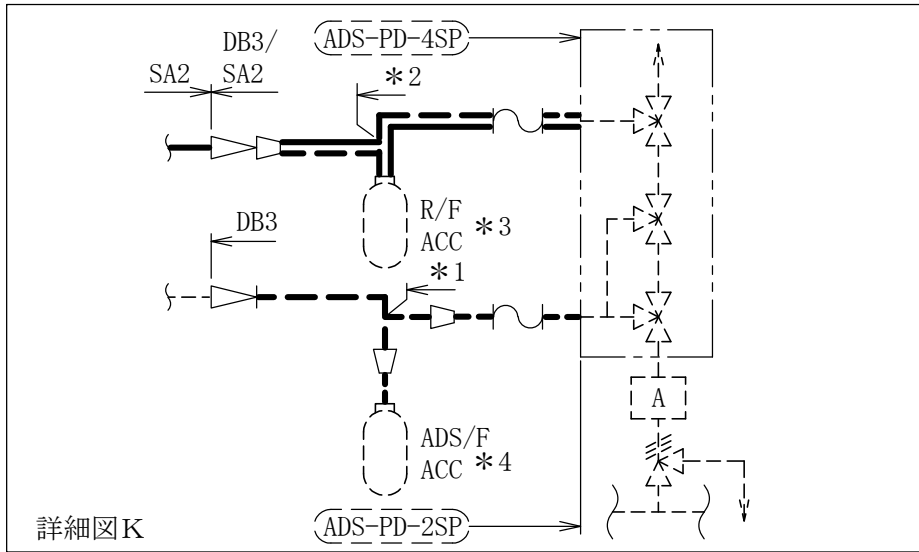 ADS-PD-4SP
DB3/
SA2 SA2
*2
R/F
ACC *3
DB3
*1
A
ADS/F
ACC *4
ADS-PD-2SP
詳細図K